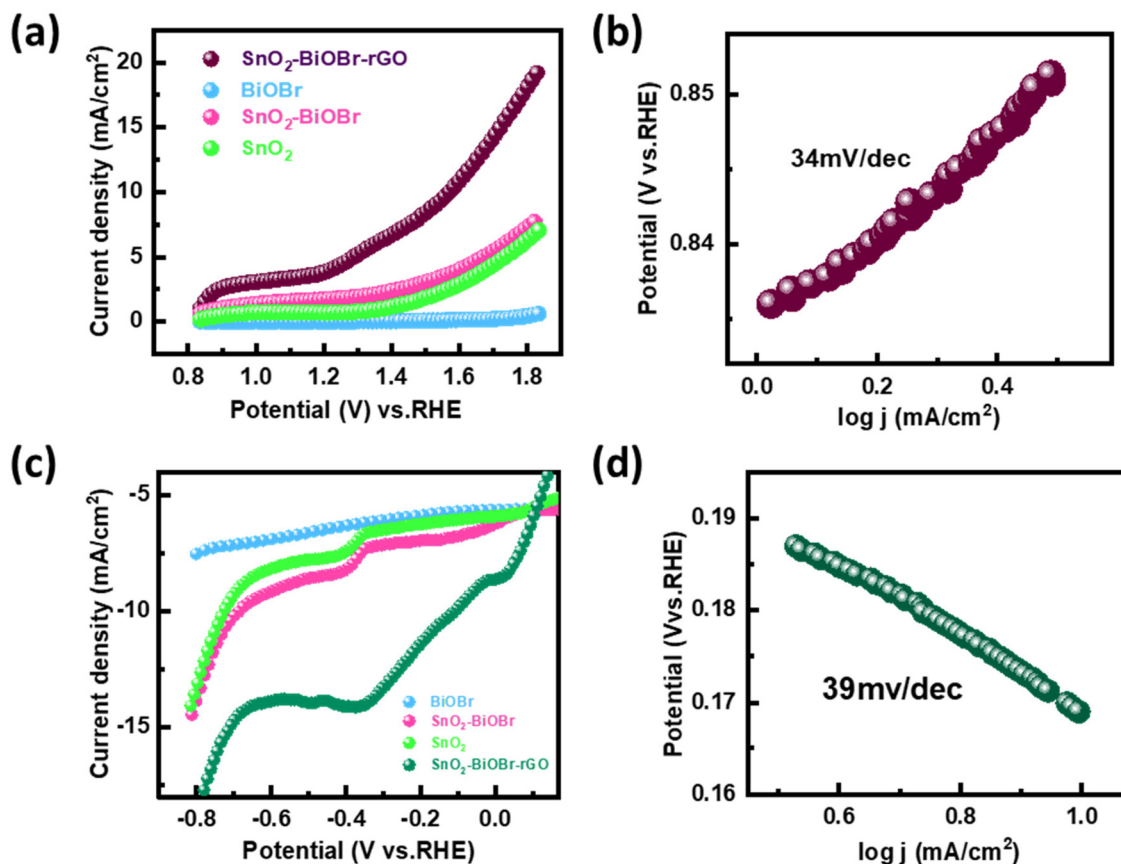 (a)
SnO₂-BiOBr-rGO
BiOBr
SnO₂-BiOBr
SnO₂
Current density (mA/cm²)
20
15
10
5
0
0.8 1.0 1.2 1.4 1.6 1.8
Potential (V) vs.RHE
(b)
34mV/dec
Potential (V vs.RHE)
0.85
0.84
0.0 0.2 0.4
log j (mA/cm²)
(c)
Current density (mA/cm²)
-5
-10
-15
BiOBr
SnO₂-BiOBr
SnO₂
SnO₂-BiOBr-rGO
-0.8 -0.6 -0.4 -0.2 0.0
Potential (V vs.RHE)
(d)
Potential (Vvs.RHE)
0.19
0.18
0.17
0.16
39mv/dec
0.6 0.8 1.0
log j (mA/cm²)